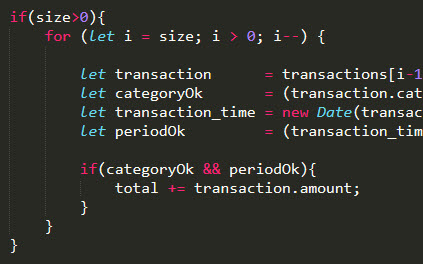 if(size>0){
for (let i = size; i > 0; i--) {
let transaction = transactions[i-1
let categoryOk = (transaction.cat
let transaction_time = new Date(transac
let periodOk = (transaction_tim
if(categoryOk && periodOk){
total += transaction.amount;
}
}
}